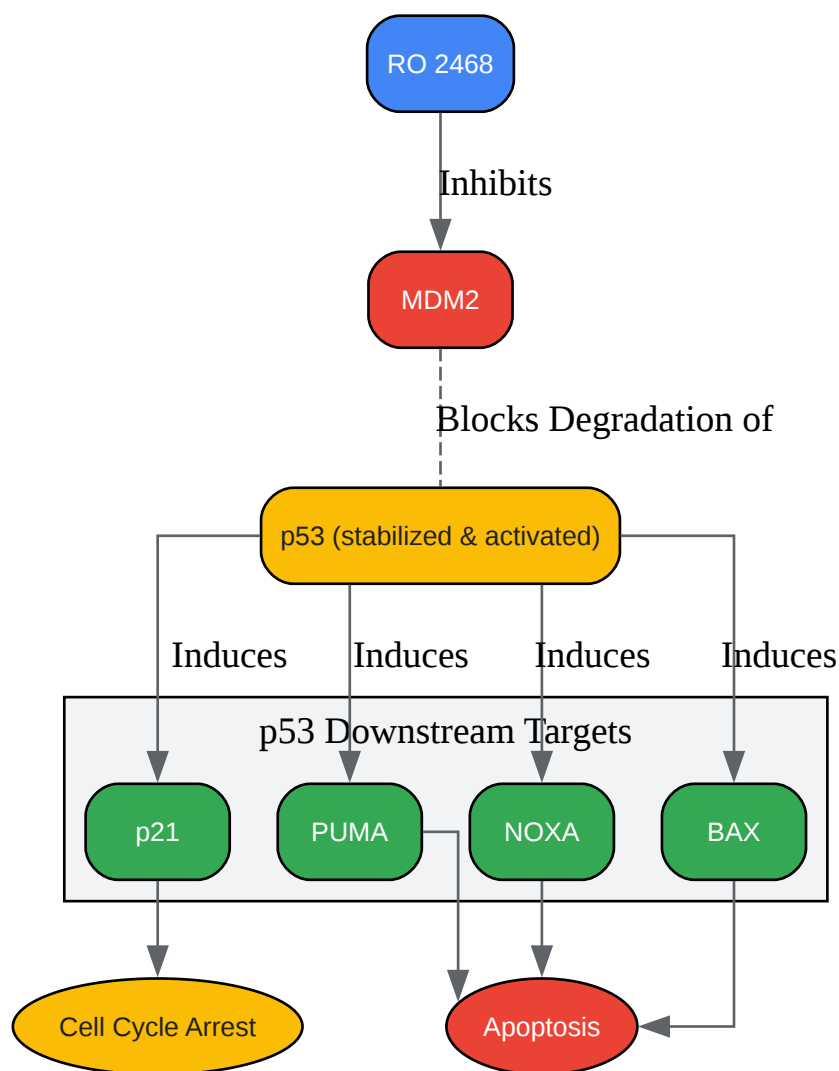 RO 2468
Inhibits
MDM2
Blocks Degradation of
p53 (stabilized & activated)
Induces
Induces
Induces
Induces
p53 Downstream Targets
p21
PUMA
NOXA
BAX
Cell Cycle Arrest
Apoptosis